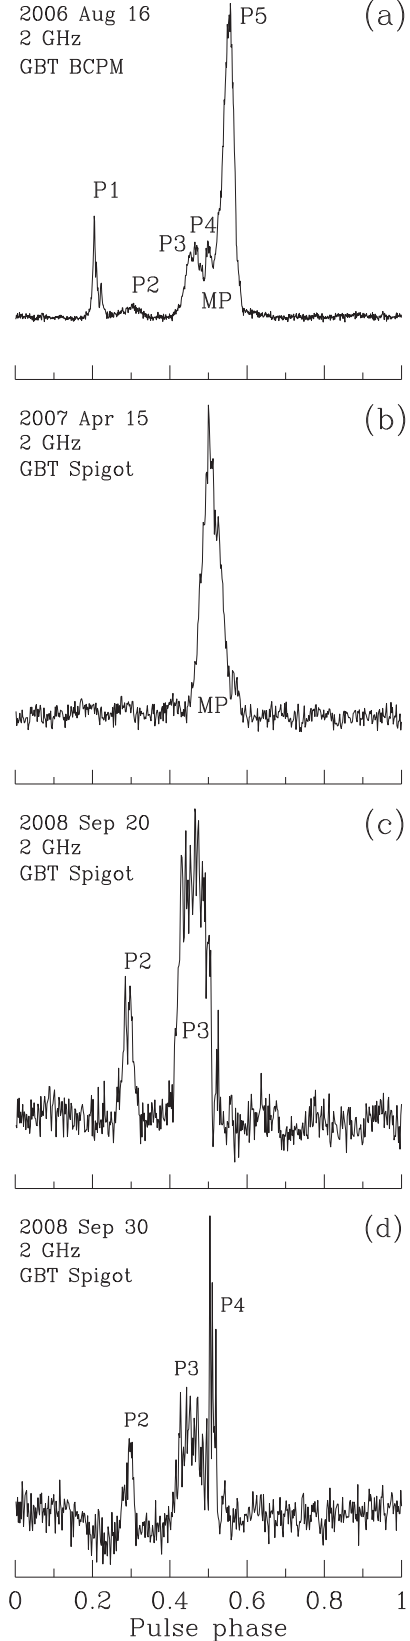 2006 Aug 16
(a)
2 GHz
GBT BCPM
P5
P1
P4
P3
P2
MP
2007 Apr 15
(b)
2 GHz
GBT Spigot
MP
2008 Sep 20
(c)
2 GHz
GBT Spigot
P2
P3
2008 Sep 30
(d)
2 GHz
GBT Spigot
P4
P3
P2
0 0.2 0.4 0.6 0.8 1
Pulse phase